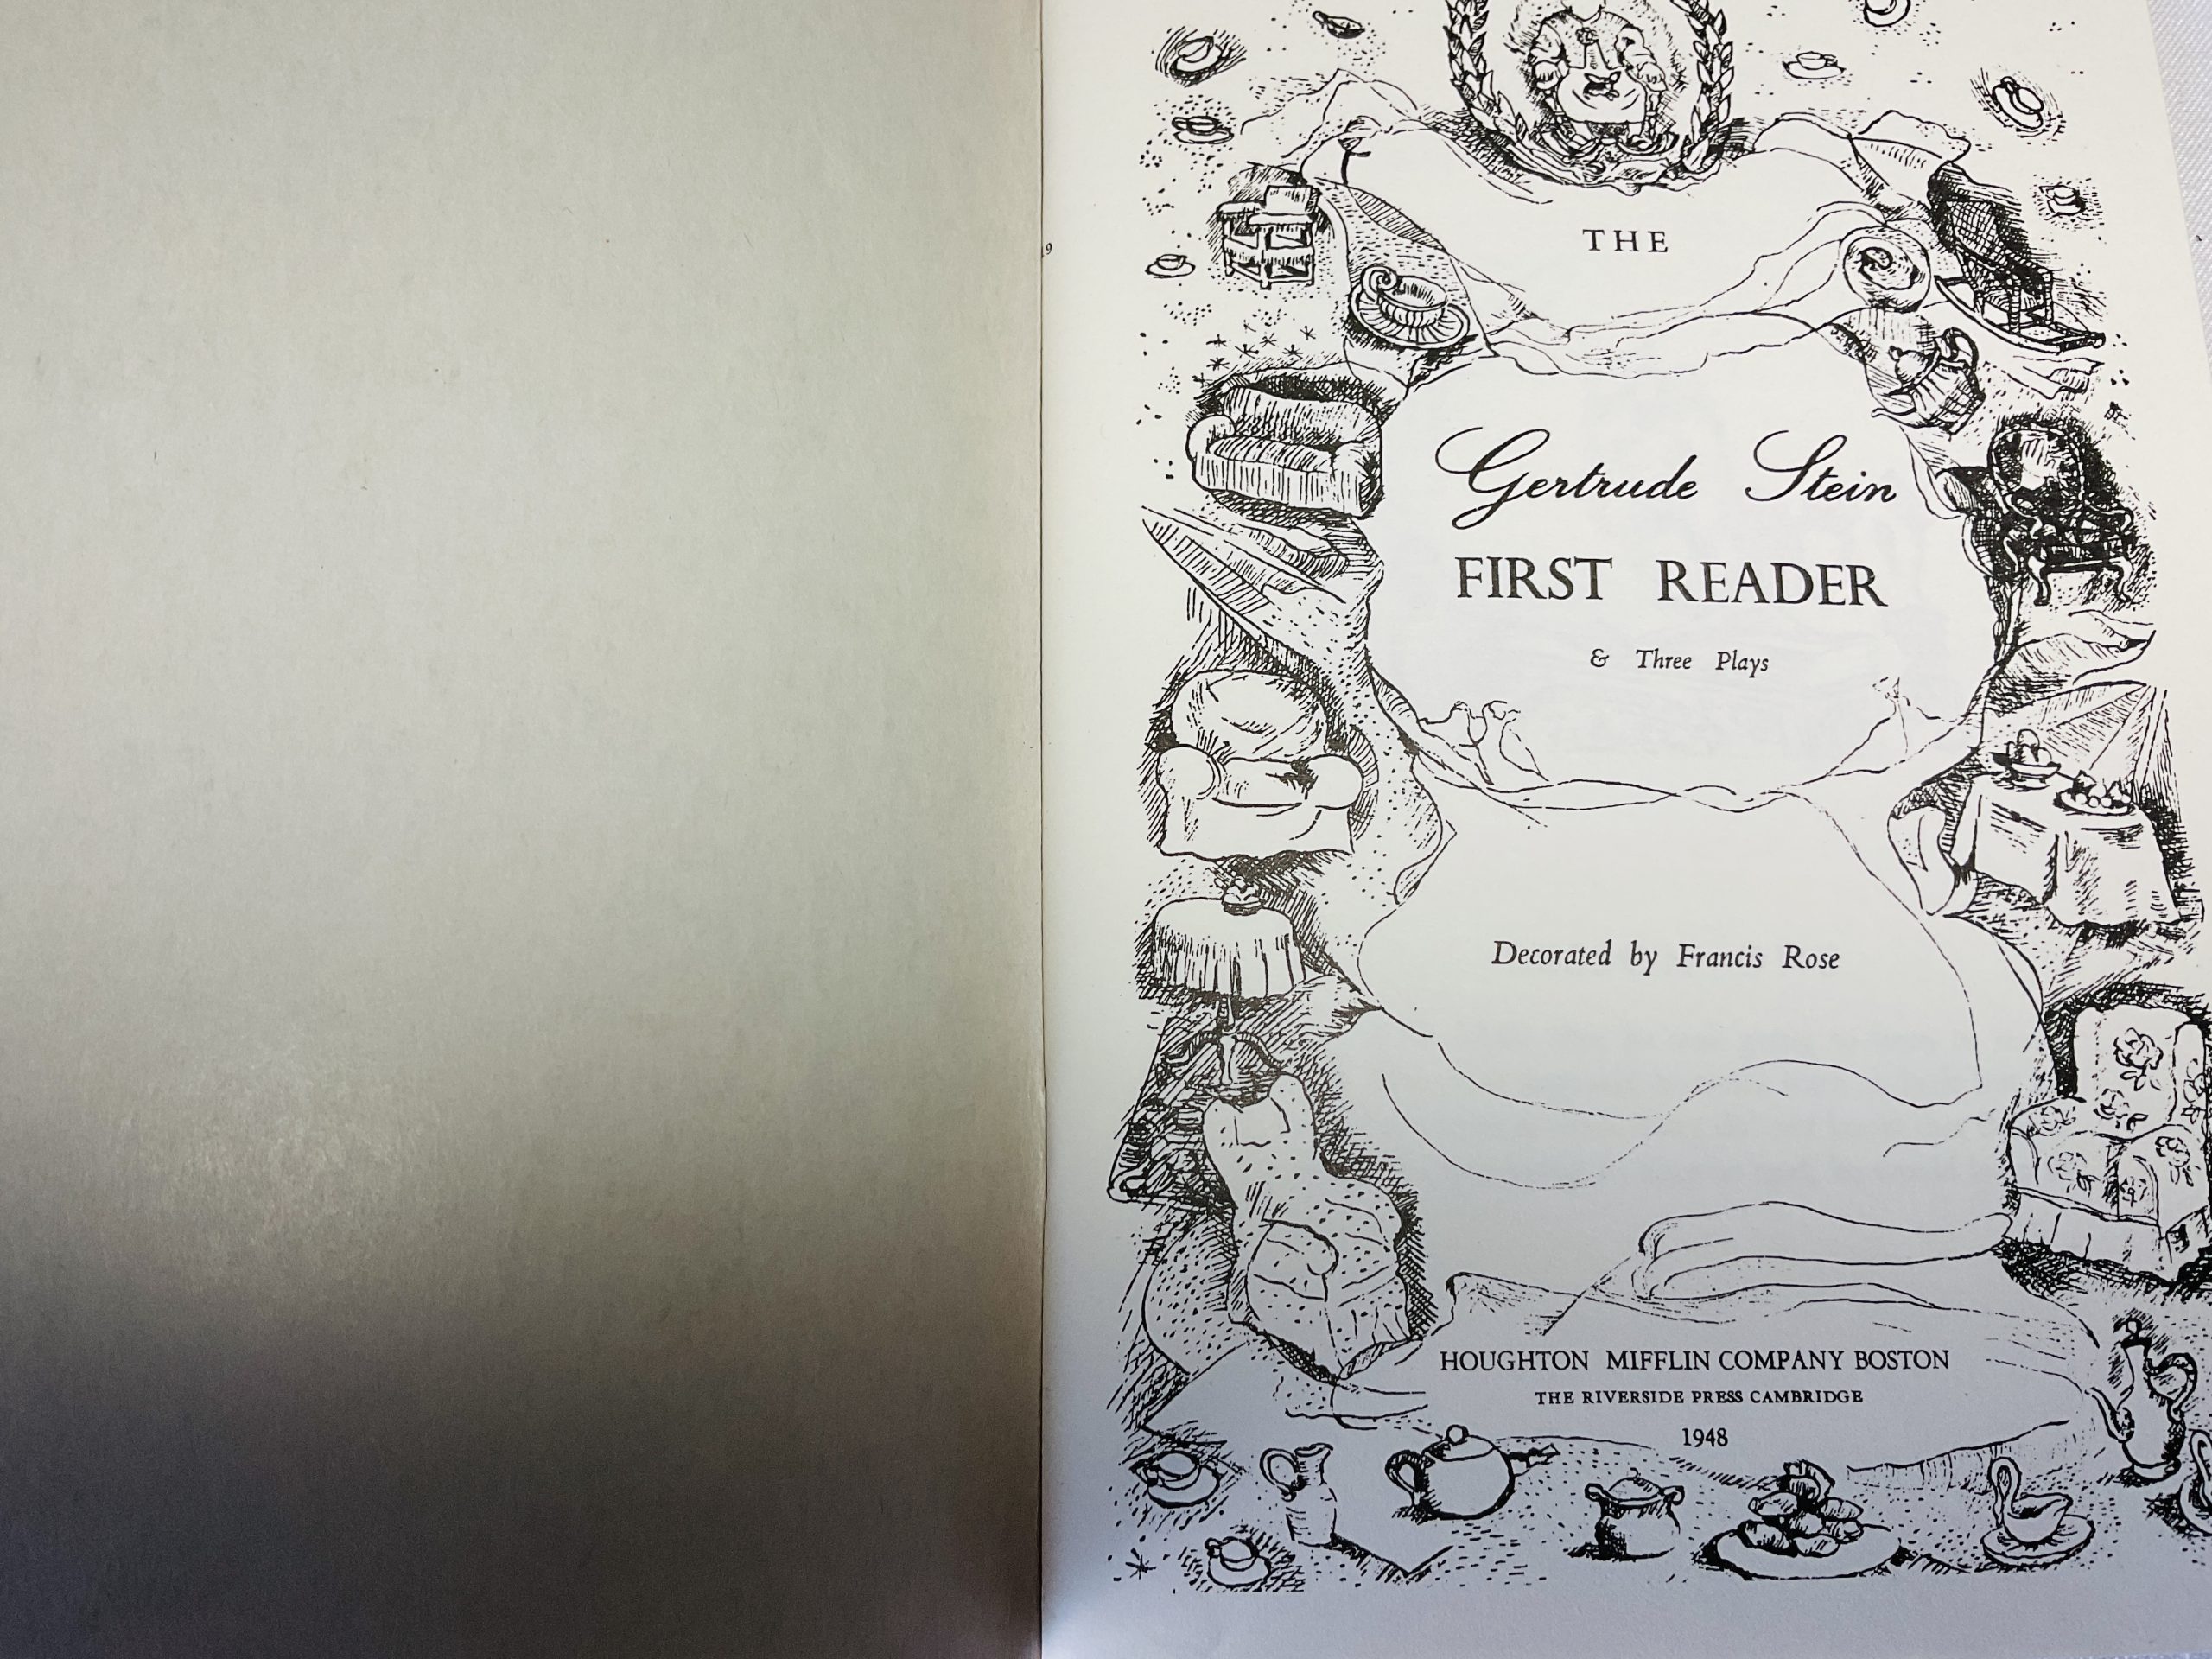 THE
Gertrude Stein
FIRST READER
& Three Plays
Decorated by Francis Rose
HOUGHTON MIFFLIN COMPANY BOSTON
THE RIVERSIDE PRESS CAMBRIDGE
1948